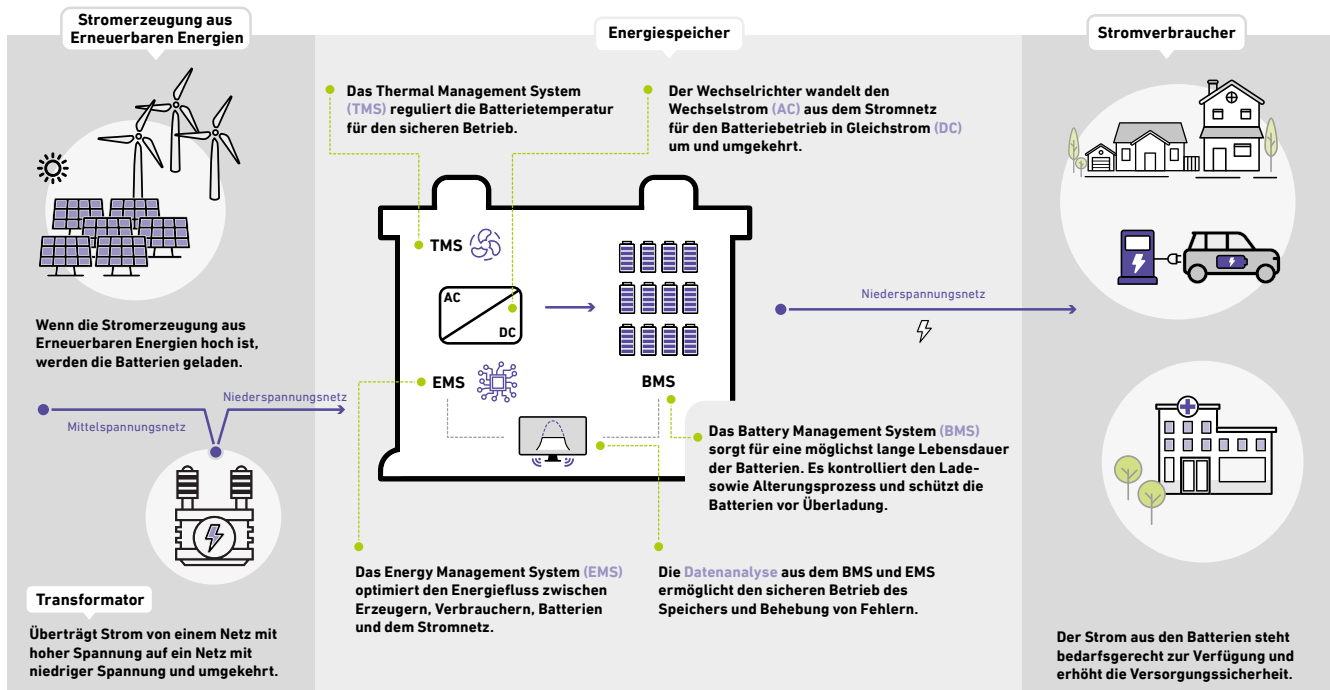 Stromerzeugung aus
Erneuerbaren Energien
Wenn die Stromerzeugung aus
Erneuerbaren Energien hoch ist,
werden die Batterien geladen.
Niederspannungsnetz
Mittelspannungsnetz
Transformator
Überträgt Strom von einem Netz mit
hoher Spannung auf ein Netz mit
niedriger Spannung und umgekehrt.
Energiespeicher
Das Thermal Management System
(TMS) reguliert die Batterietemperatur
für den sicheren Betrieb.
Der Wechselrichter wandelt den
Wechselstrom (AC) aus dem Stromnetz
für den Batteriebetrieb in Gleichstrom (DC)
um und umgekehrt.
TMS
AC
DC
EMS
BMS
Das Battery Management System (BMS)
sorgt für eine möglichst lange Lebensdauer
der Batterien. Es kontrolliert den Lade-
sowie Alterungsprozess und schützt die
Batterien vor Überladung.
Das Energy Management System (EMS)
optimiert den Energiefluss zwischen
Erzeugern, Verbrauchern, Batterien
und dem Stromnetz.
Die Datenanalyse aus dem BMS und EMS
ermöglicht den sicheren Betrieb des
Speichers und Behebung von Fehlern.
Niederspannungsnetz
Stromverbraucher
Der Strom aus den Batterien steht
bedarfsgerecht zur Verfügung und
erhöht die Versorgungssicherheit.